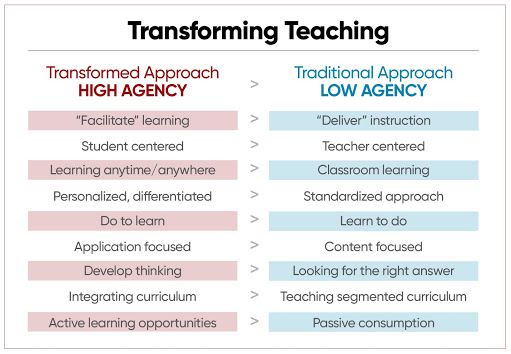 Transforming Teaching
Transformed Approach > Traditional Approach
HIGH AGENCY LOW AGENCY
“Facilitate” learning > “Deliver” instruction
Student centered > Teacher centered
Learning anytime/anywhere > Classroom learning
Personalized, differentiated > Standardized approach
Do to learn > Learn to do
Application focused > Content focused
Develop thinking > Looking for the right answer
Integrating curriculum > Teaching segmented curriculum
Active learning opportunities > Passive consumption